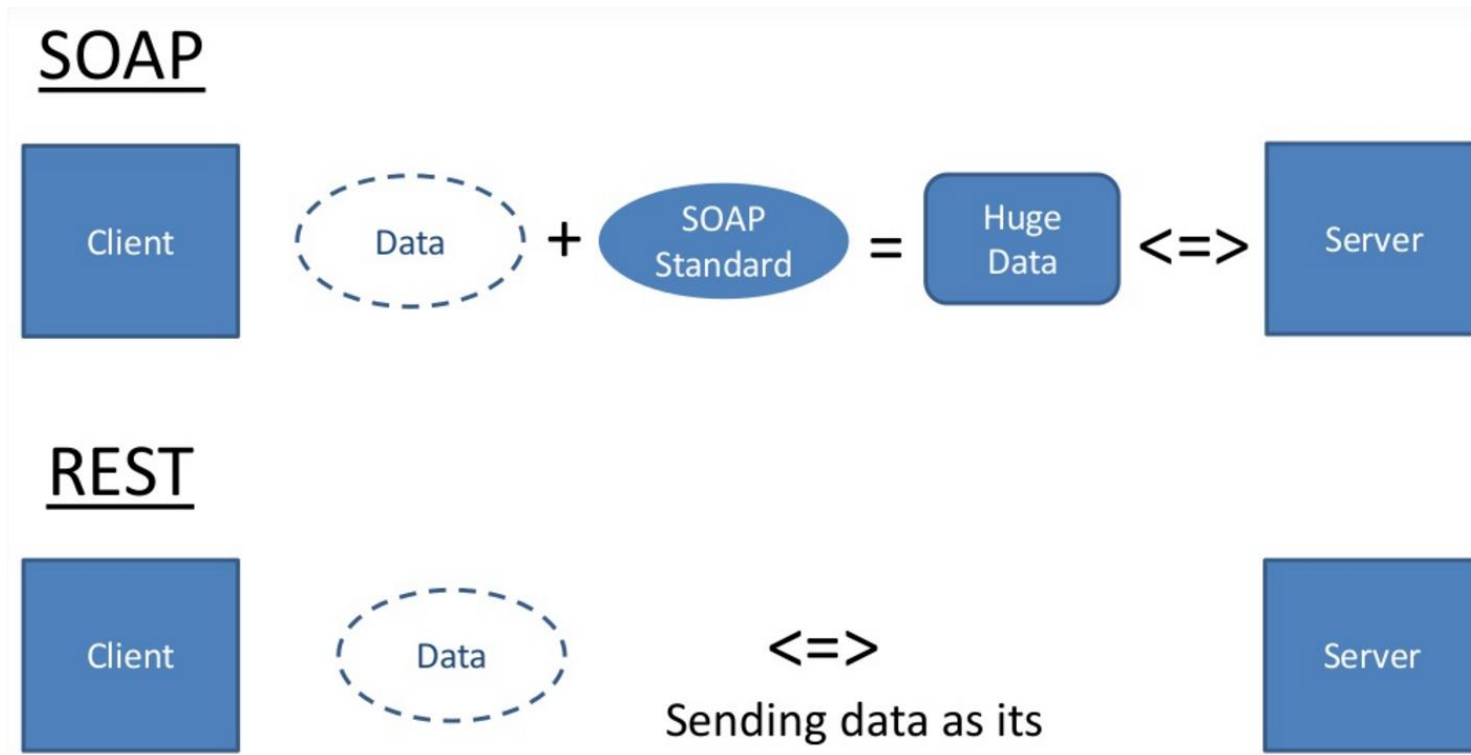 SOAP
Client
Data
+
SOAP
Standard
=
Huge
Data
<=>
Server
REST
Client
Data
<=>
Sending data as its
Server